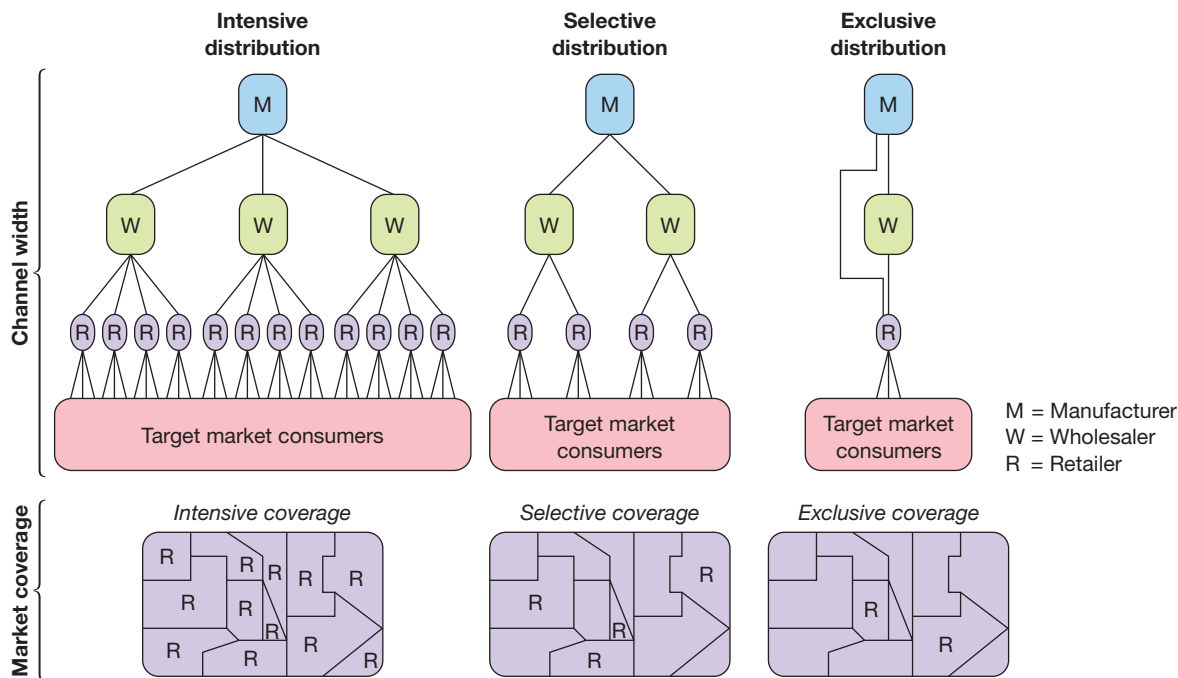 Intensive
distribution
Selective
distribution
Exclusive
distribution
Channel width
M
M
M
W W W
W W
W
R R R R R R R R R R R R
R R R R
R
Target market consumers
Target market
consumers
Target market
consumers
M = Manufacturer
W = Wholesaler
R = Retailer
Market coverage
Intensive coverage
R
R
R
R
R
R
R
R
R
R
R
R
Selective coverage
R
R
R
R
Exclusive coverage
R
R